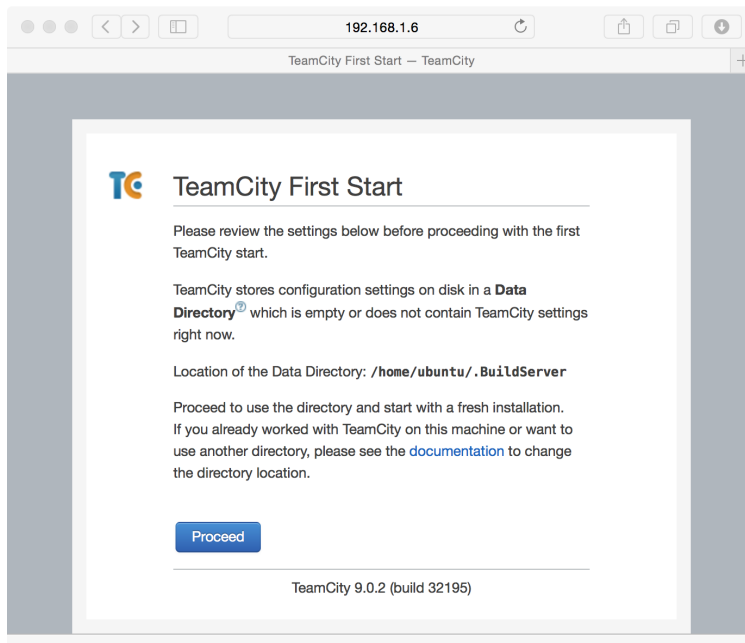 192.168.1.6
TeamCity First Start — TeamCity
TC
TeamCity First Start
Please review the settings below before proceeding with the first
TeamCity start.
TeamCity stores configuration settings on disk in a Data
Directory? which is empty or does not contain TeamCity settings
right now.
Location of the Data Directory: /home/ubuntu/.BuildServer
Proceed to use the directory and start with a fresh installation.
If you already worked with TeamCity on this machine or want to
use another directory, please see the documentation to change
the directory location.
Proceed
TeamCity 9.0.2 (build 32195)